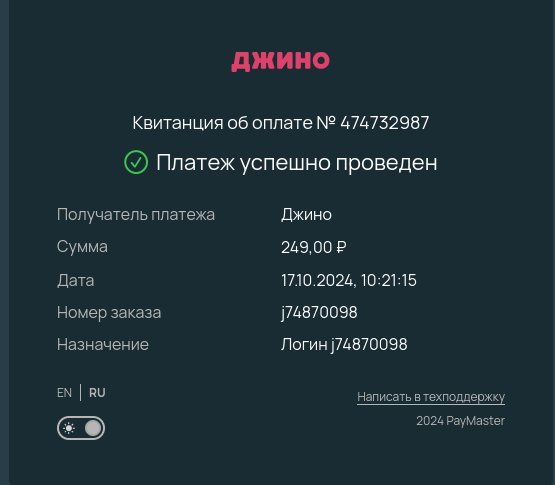 джино
Квитанция об оплате № 474732987
Платеж успешно проведен
Получатель платежа Джино
Сумма 249,00 ₽
Дата 17.10.2024, 10:21:15
Номер заказа j74870098
Назначение Логин j74870098
EN | RU
Написать в техподдержку
2024 PayMaster